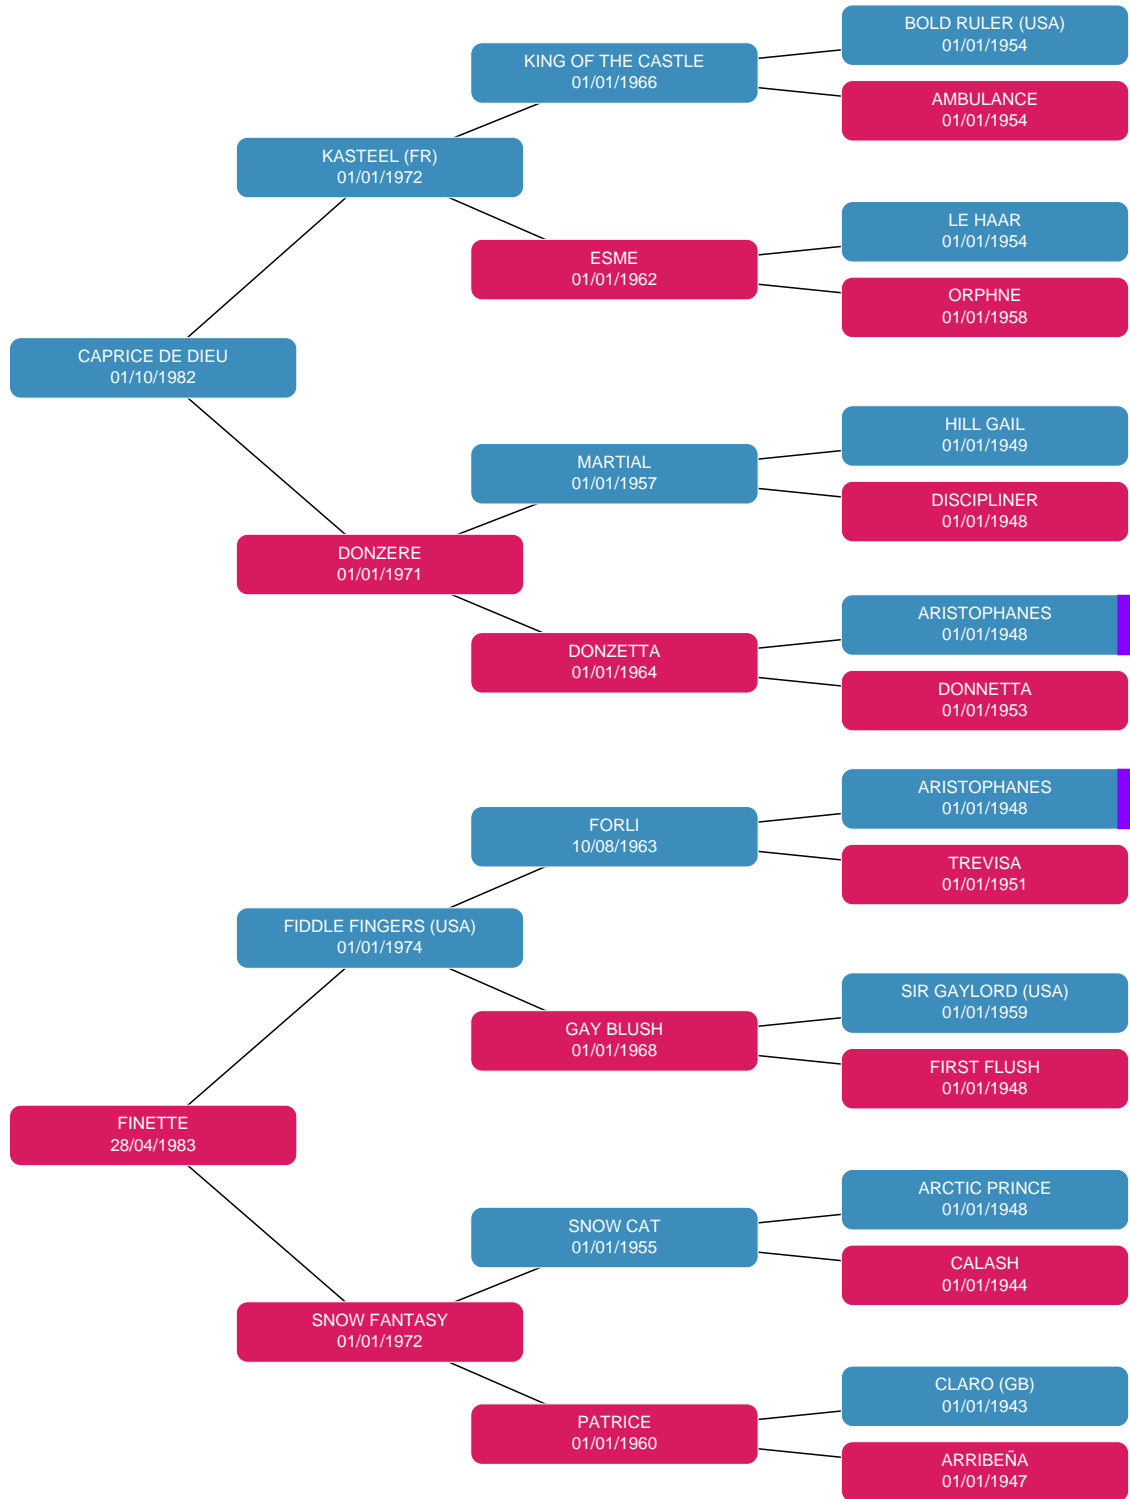 BOLD RULER (USA)
01/01/1954
KING OF THE CASTLE
01/01/1966
AMBULANCE
01/01/1954
KASTEEL (FR)
01/01/1972
LE HAAR
01/01/1954
ESME
01/01/1962
ORPHNE
01/01/1958
CAPRICE DE DIEU
01/10/1982
HILL GAIL
01/01/1949
MARTIAL
01/01/1957
DISCIPLINER
01/01/1948
DONZERE
01/01/1971
ARISTOPHANES
01/01/1948
DONZETTA
01/01/1964
DONNETTA
01/01/1953
ARISTOPHANES
01/01/1948
FORLI
10/08/1963
TREVISA
01/01/1951
FIDDLE FINGERS (USA)
01/01/1974
SIR GAYLORD (USA)
01/01/1959
GAY BLUSH
01/01/1968
FIRST FLUSH
01/01/1948
FINETTE
28/04/1983
ARCTIC PRINCE
01/01/1948
SNOW CAT
01/01/1955
CALASH
01/01/1944
SNOW FANTASY
01/01/1972
CLARO (GB)
01/01/1943
PATRICE
01/01/1960
ARRIBEÑA
01/01/1947